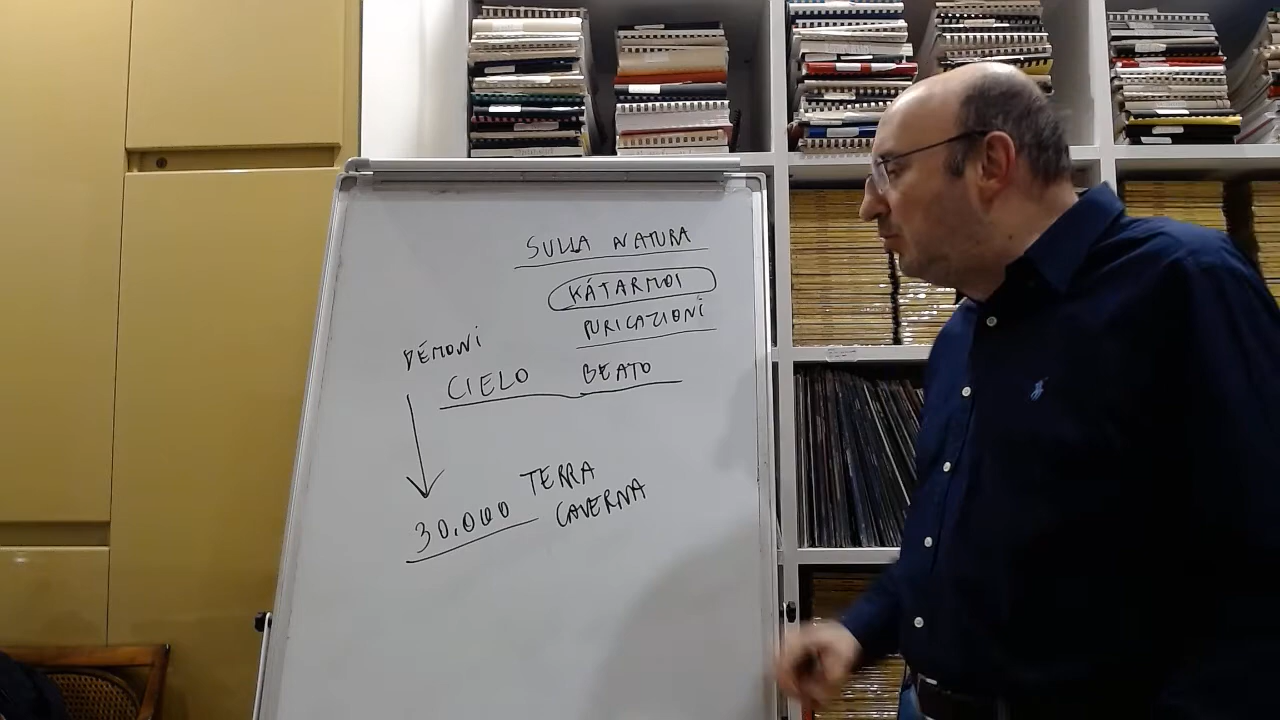 SULLA NATURA
KÁTARMOI
PURICAZIONI
DÉMONI
CIELO BEATO
TERRA
30.000 CAVERNA